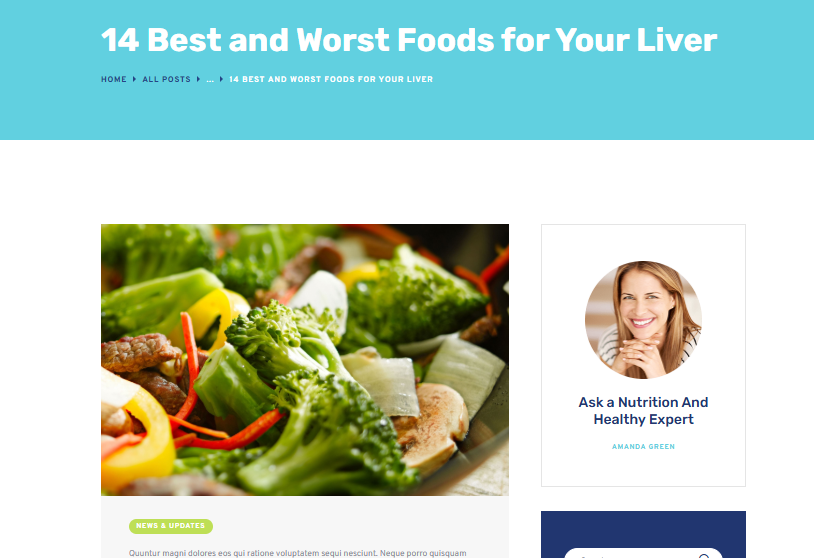 14 Best and Worst Foods for Your Liver
HOME ALL POSTS ... 14 BEST AND WORST FOODS FOR YOUR LIVER
Ask a Nutrition And
Healthy Expert
AMANDA GREEN
NEWS & UPDATES
Quuntur magni dolores eos qui ratione voluptatem sequi nesciunt. Neque porro quisquam